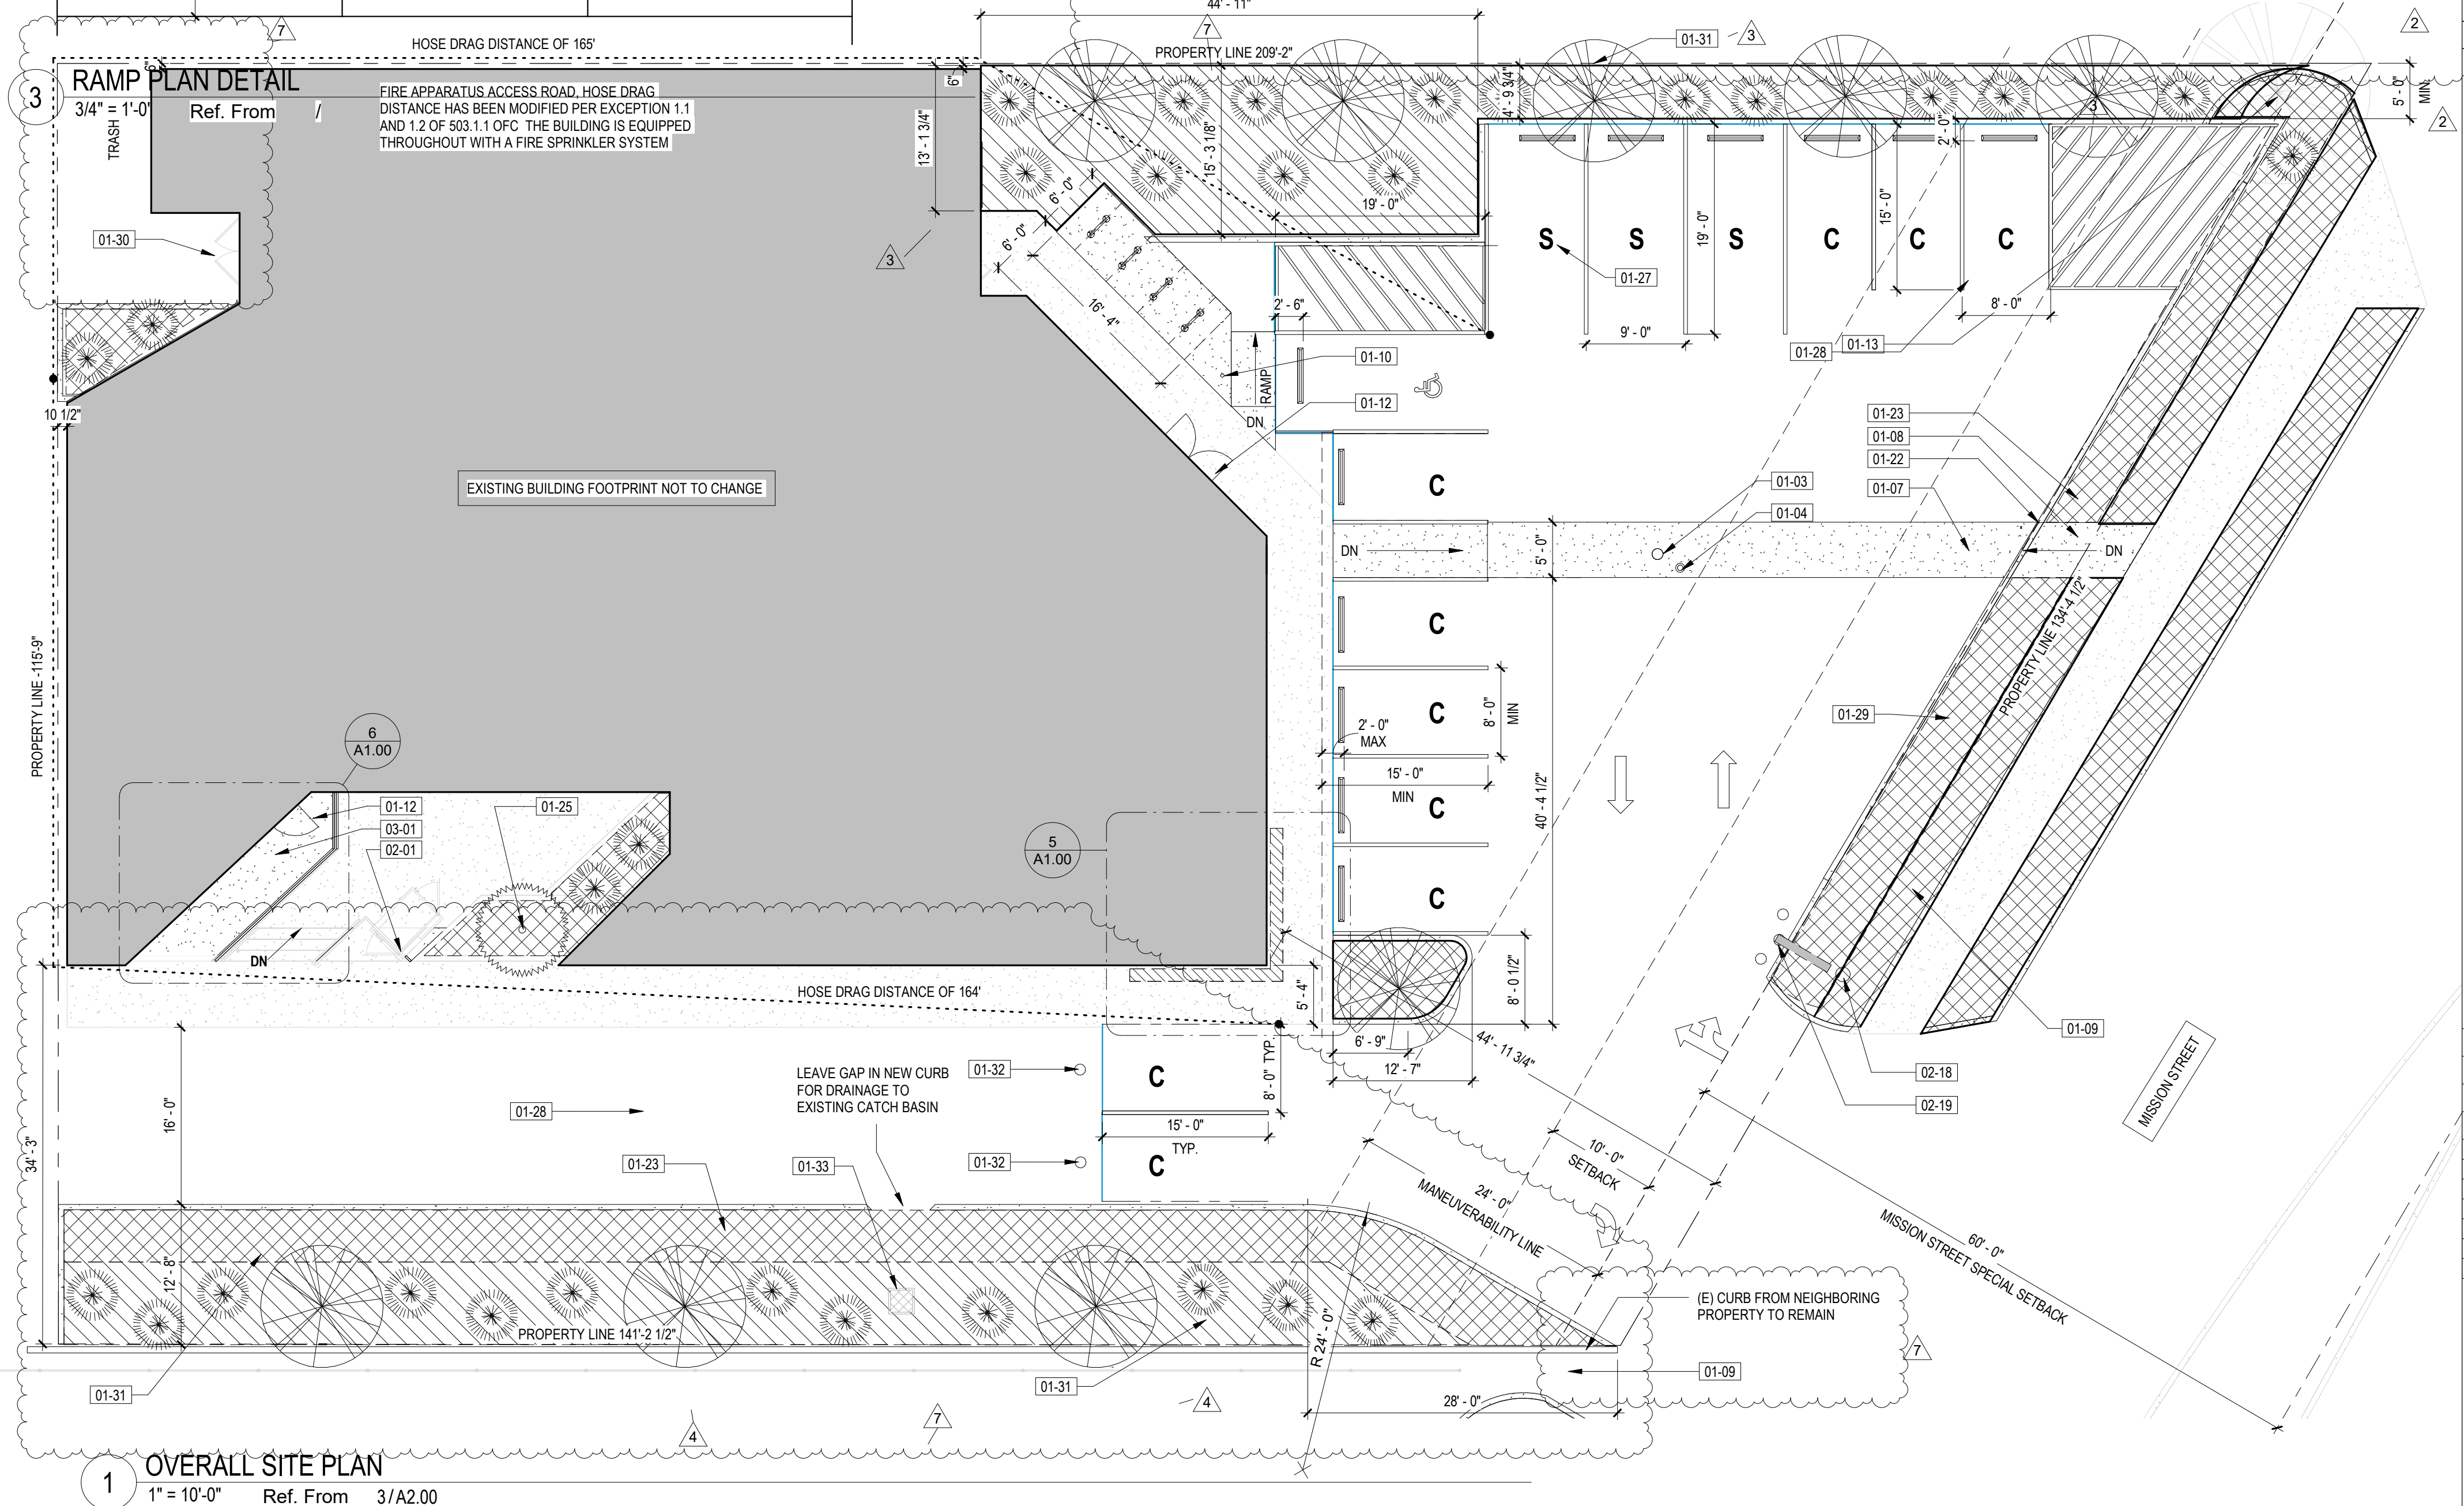 44' - 11"
7
7
01-31
3
2
HOSE DRAG DISTANCE OF 165'
PROPERTY LINE 209'-2"
3
RAMP PLAN DETAIL
3/4" = 1'-0"
Ref. From /
6"
6"
TRASH
FIRE APPARATUS ACCESS ROAD, HOSE DRAG
DISTANCE HAS BEEN MODIFIED PER EXCEPTION 1.1
AND 1.2 OF 503.1.1 OFC THE BUILDING IS EQUIPPED
THROUGHOUT WITH A FIRE SPRINKLER SYSTEM
13' - 1 3/4"
15' - 3 1/8"
4' - 9 3/4"
2' - 0"
3
5' - 0"
MIN.
2
6' - 0"
6' - 0"
16' - 4"
19' - 0"
3
01-30
S
S
S
C
C
C
19' - 0"
15' - 0"
01-27
2' - 6"
9' - 0"
8' - 0"
01-28
01-13
01-10
RAMP
DN
01-12
10 1/2"
01-23
01-08
01-22
01-07
EXISTING BUILDING FOOTPRINT NOT TO CHANGE
C
01-03
01-04
DN
5' - 0"
DN
C
PROPERTY LINE 134'-4 1/2"
PROPERTY LINE -115'-9"
6
A1.00
C
8' - 0"
MIN
2' - 0"
MAX
01-29
15' - 0"
MIN
C
40' - 4 1/2"
01-12
03-01
02-01
01-25
5
A1.00
C
DN
HOSE DRAG DISTANCE OF 164'
5' - 4"
8' - 0 1/2"
01-09
6' - 9"
12' - 7"
44' - 11 3/4"
MISSION STREET
02-18
02-19
LEAVE GAP IN NEW CURB
FOR DRAINAGE TO
EXISTING CATCH BASIN
01-32
C
8' - 0" TYP.
01-28
16' - 0"
34' - 3"
15' - 0"
TYP.
01-23
01-33
01-32
C
10' - 0"
SETBACK
24' - 0"
MANEUVERABILITY LINE
60' - 0"
MISSION STREET SPECIAL SETBACK
12' - 8"
PROPERTY LINE 141'-2 1/2"
R 24' - 0"
(E) CURB FROM NEIGHBORING
PROPERTY TO REMAIN
7
01-09
01-31
01-31
28' - 0"
4
7
4
1
OVERALL SITE PLAN
1" = 10'-0"
Ref. From 3 / A2.00